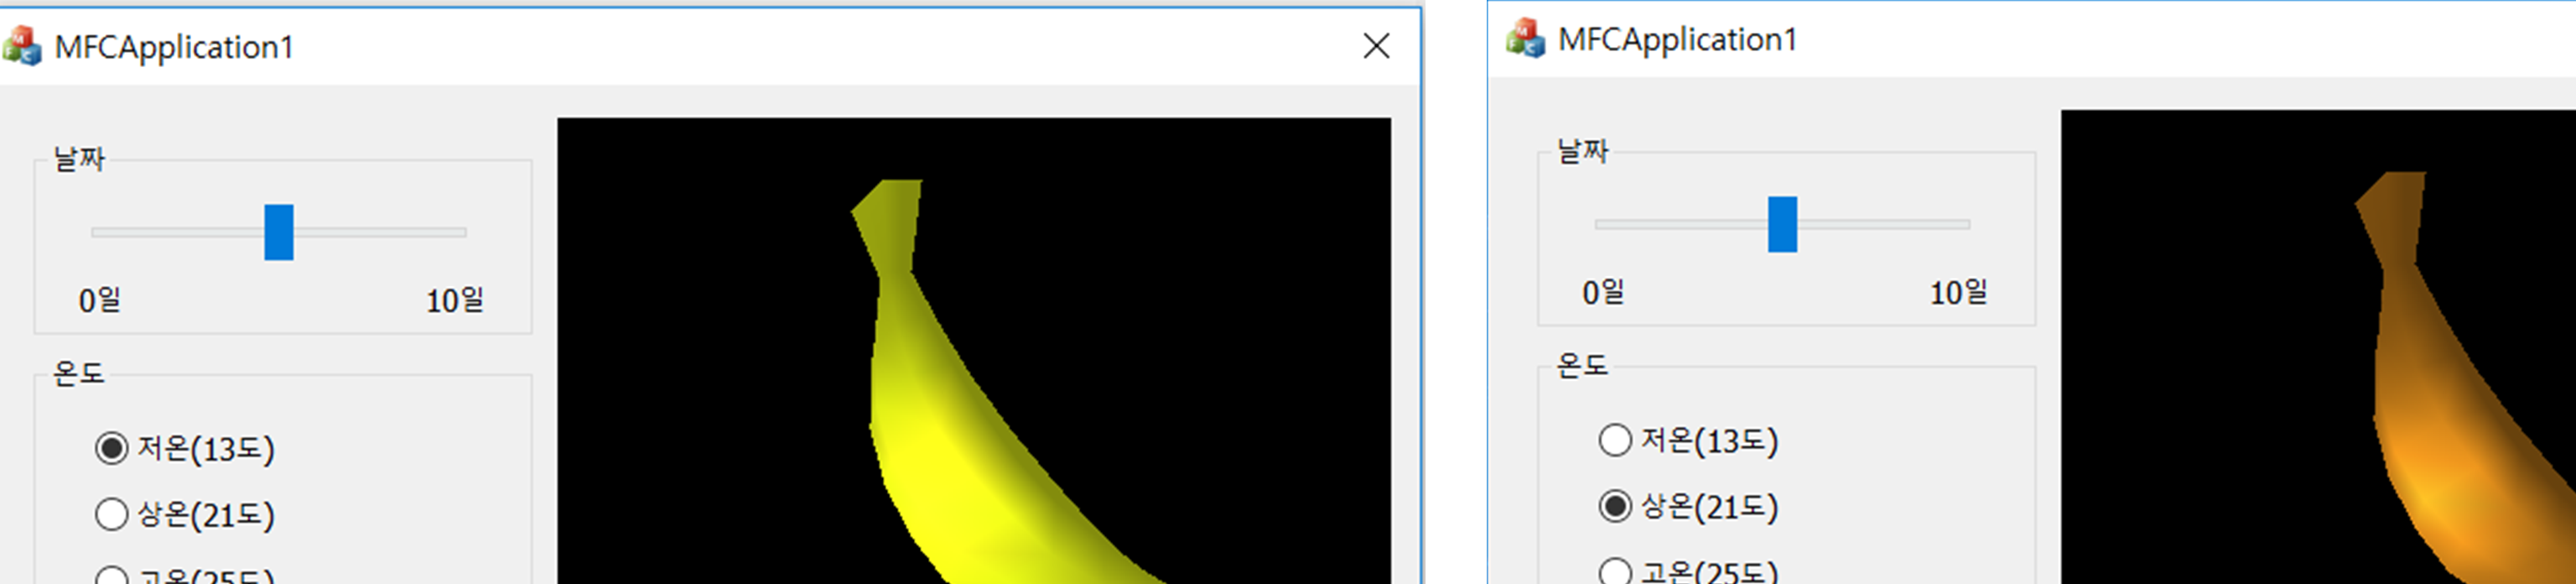 MFCApplication1
날짜
0일 10일
온도
저온(13도)
상온(21도)
고온(25도)
MFCApplication1
날짜
0일 10일
온도
저온(13도)
상온(21도)
고온(25도)